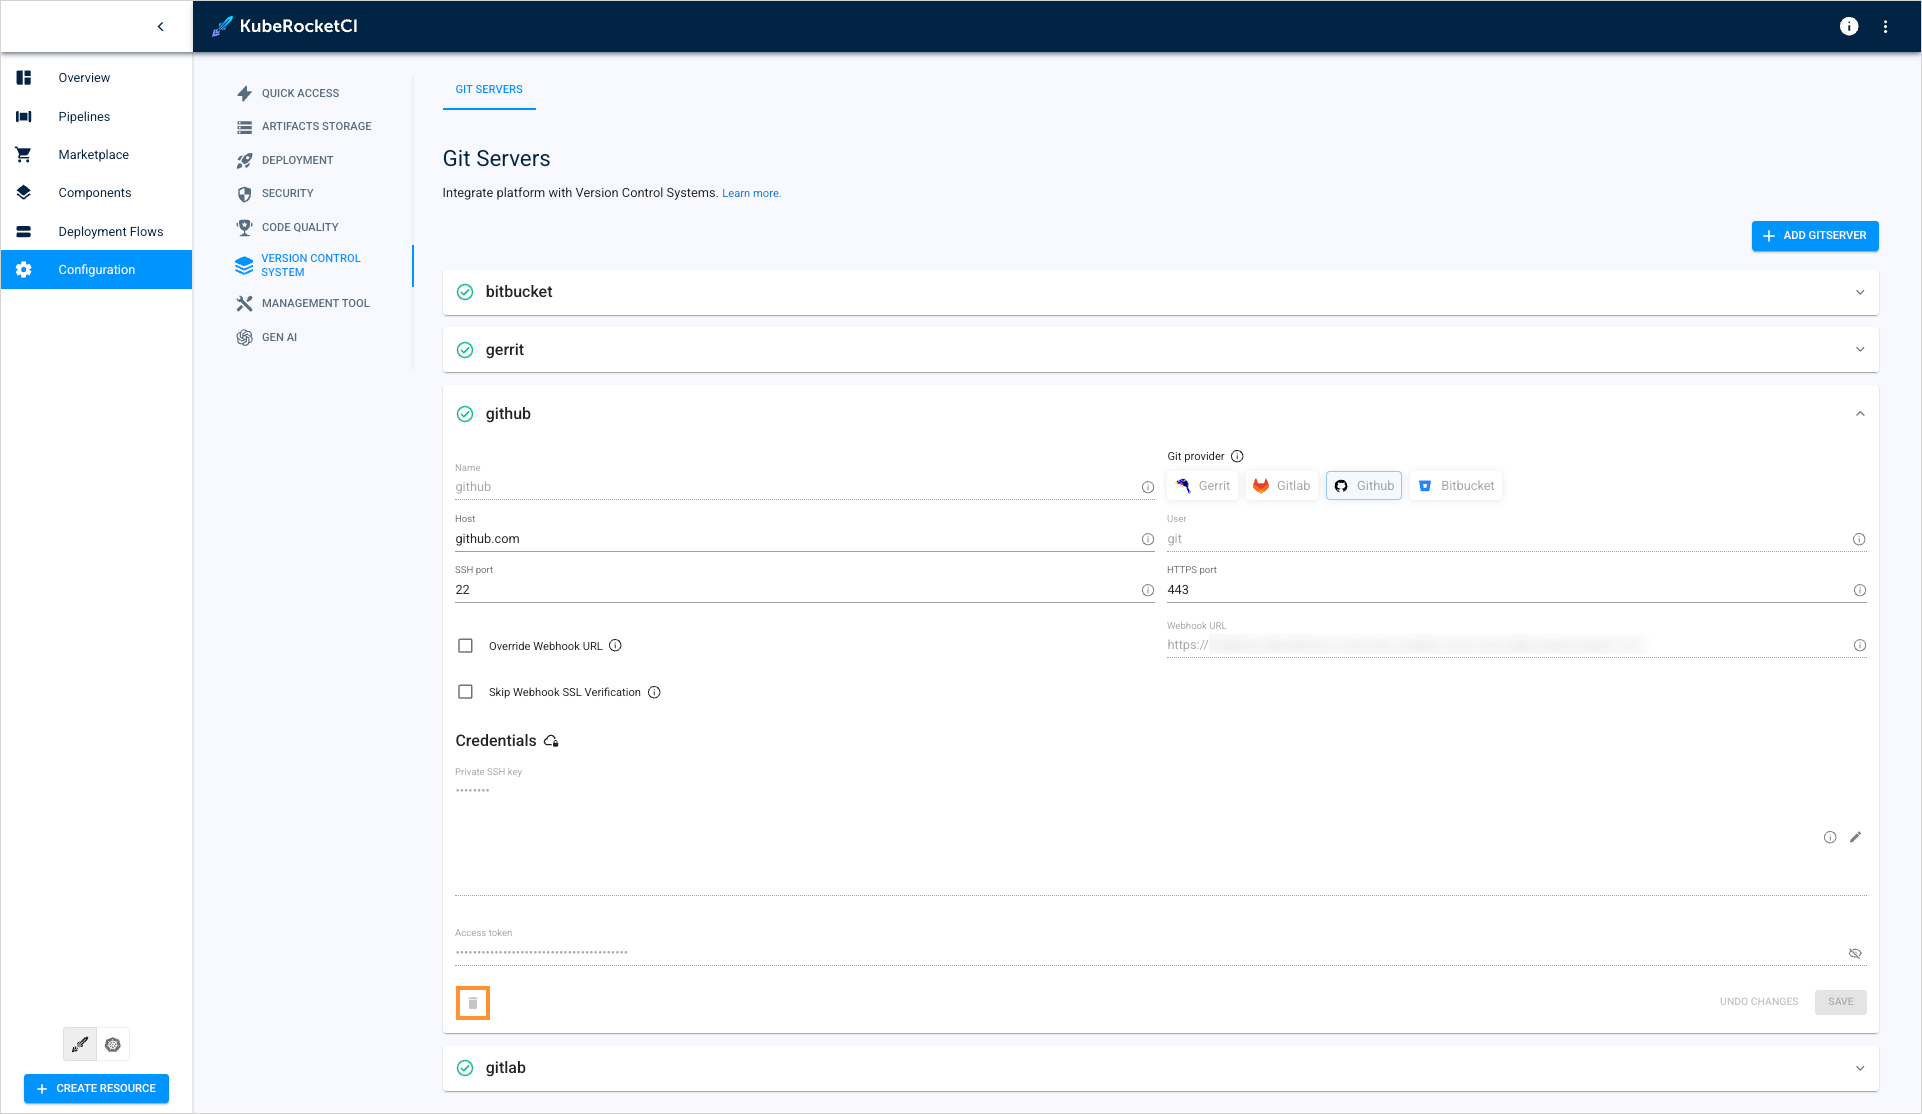 KubeRocketCI
Overview
Pipelines
Marketplace
Components
Deployment Flows
Configuration
CREATE RESOURCE
QUICK ACCESS
ARTIFACTS STORAGE
DEPLOYMENT
SECURITY
CODE QUALITY
VERSION CONTROL
SYSTEM
MANAGEMENT TOOL
GEN AI
GIT SERVERS
Git Servers
Integrate platform with Version Control Systems. Learn more.
ADD GITSERVER
bitbucket
gerrit
github
Name
github
Git provider
Gerrit Gitlab Github Bitbucket
Host
github.com
User
git
SSH port
22
HTTPS port
443
Override Webhook URL
Webhook URL
https://
Skip Webhook SSL Verification
Credentials
Private SSH key
••••••••
Access token
••••••••••••••••••••••••••••••••••••••••
UNDO CHANGES SAVE
gitlab